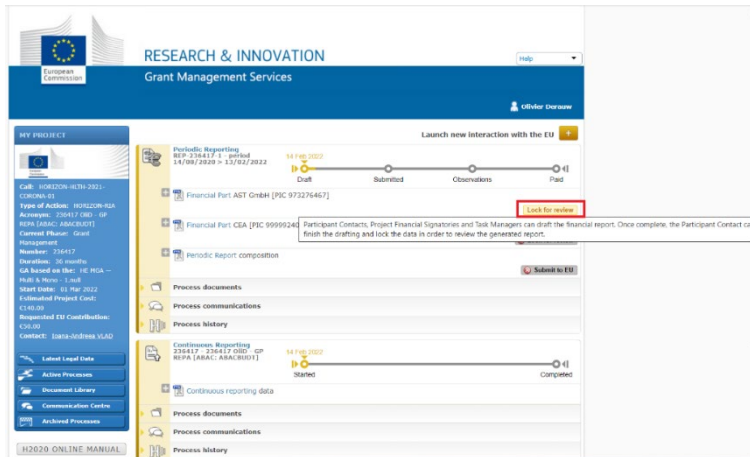 European
Commission
RESEARCH & INNOVATION
Grant Management Services
Help
Olivier Derauw
MY PROJECT
Call: HORIZON-HLTH-2021-
CORONA-01
Type of Action: HORIZON-RIA
Acronym: 236417 OBD - GP
REPA [ABAC: ABACBUDT]
Current Phase: Grant
Management
Number: 236417
Duration: 36 months
GA based on the: HE MGA —
Multi & Mono - 1.null
Start Date: 01 Mar 2022
Estimated Project Cost:
€140.00
Requested EU Contribution:
€50.00
Contact: Ioana-Andreea VLAD
Latest Legal Data
Active Processes
Document Library
Communication Centre
Archived Processes
H2020 ONLINE MANUAL
Launch new interaction with the EU +
Periodic Reporting
REP-236417-1 - period
14/08/2020 > 13/02/2022
14 Feb 2022
Draft Submitted Observations Paid
Financial Part AST GmbH [PIC 973276467]
Lock for review
Financial Part CEA [PIC 99999240
Participant Contacts, Project Financial Signatories and Task Managers can draft the financial report. Once complete, the Participant Contact ca
finish the drafting and lock the data in order to review the generated report.
Periodic Report composition
Submit to EU
Process documents
Process communications
Process history
Continuous Reporting
236417 - 236417 OBD - GP
REPA [ABAC: ABACBUDT]
14 Feb 2022
Started Completed
Continuous reporting data
Process documents
Process communications
Process history